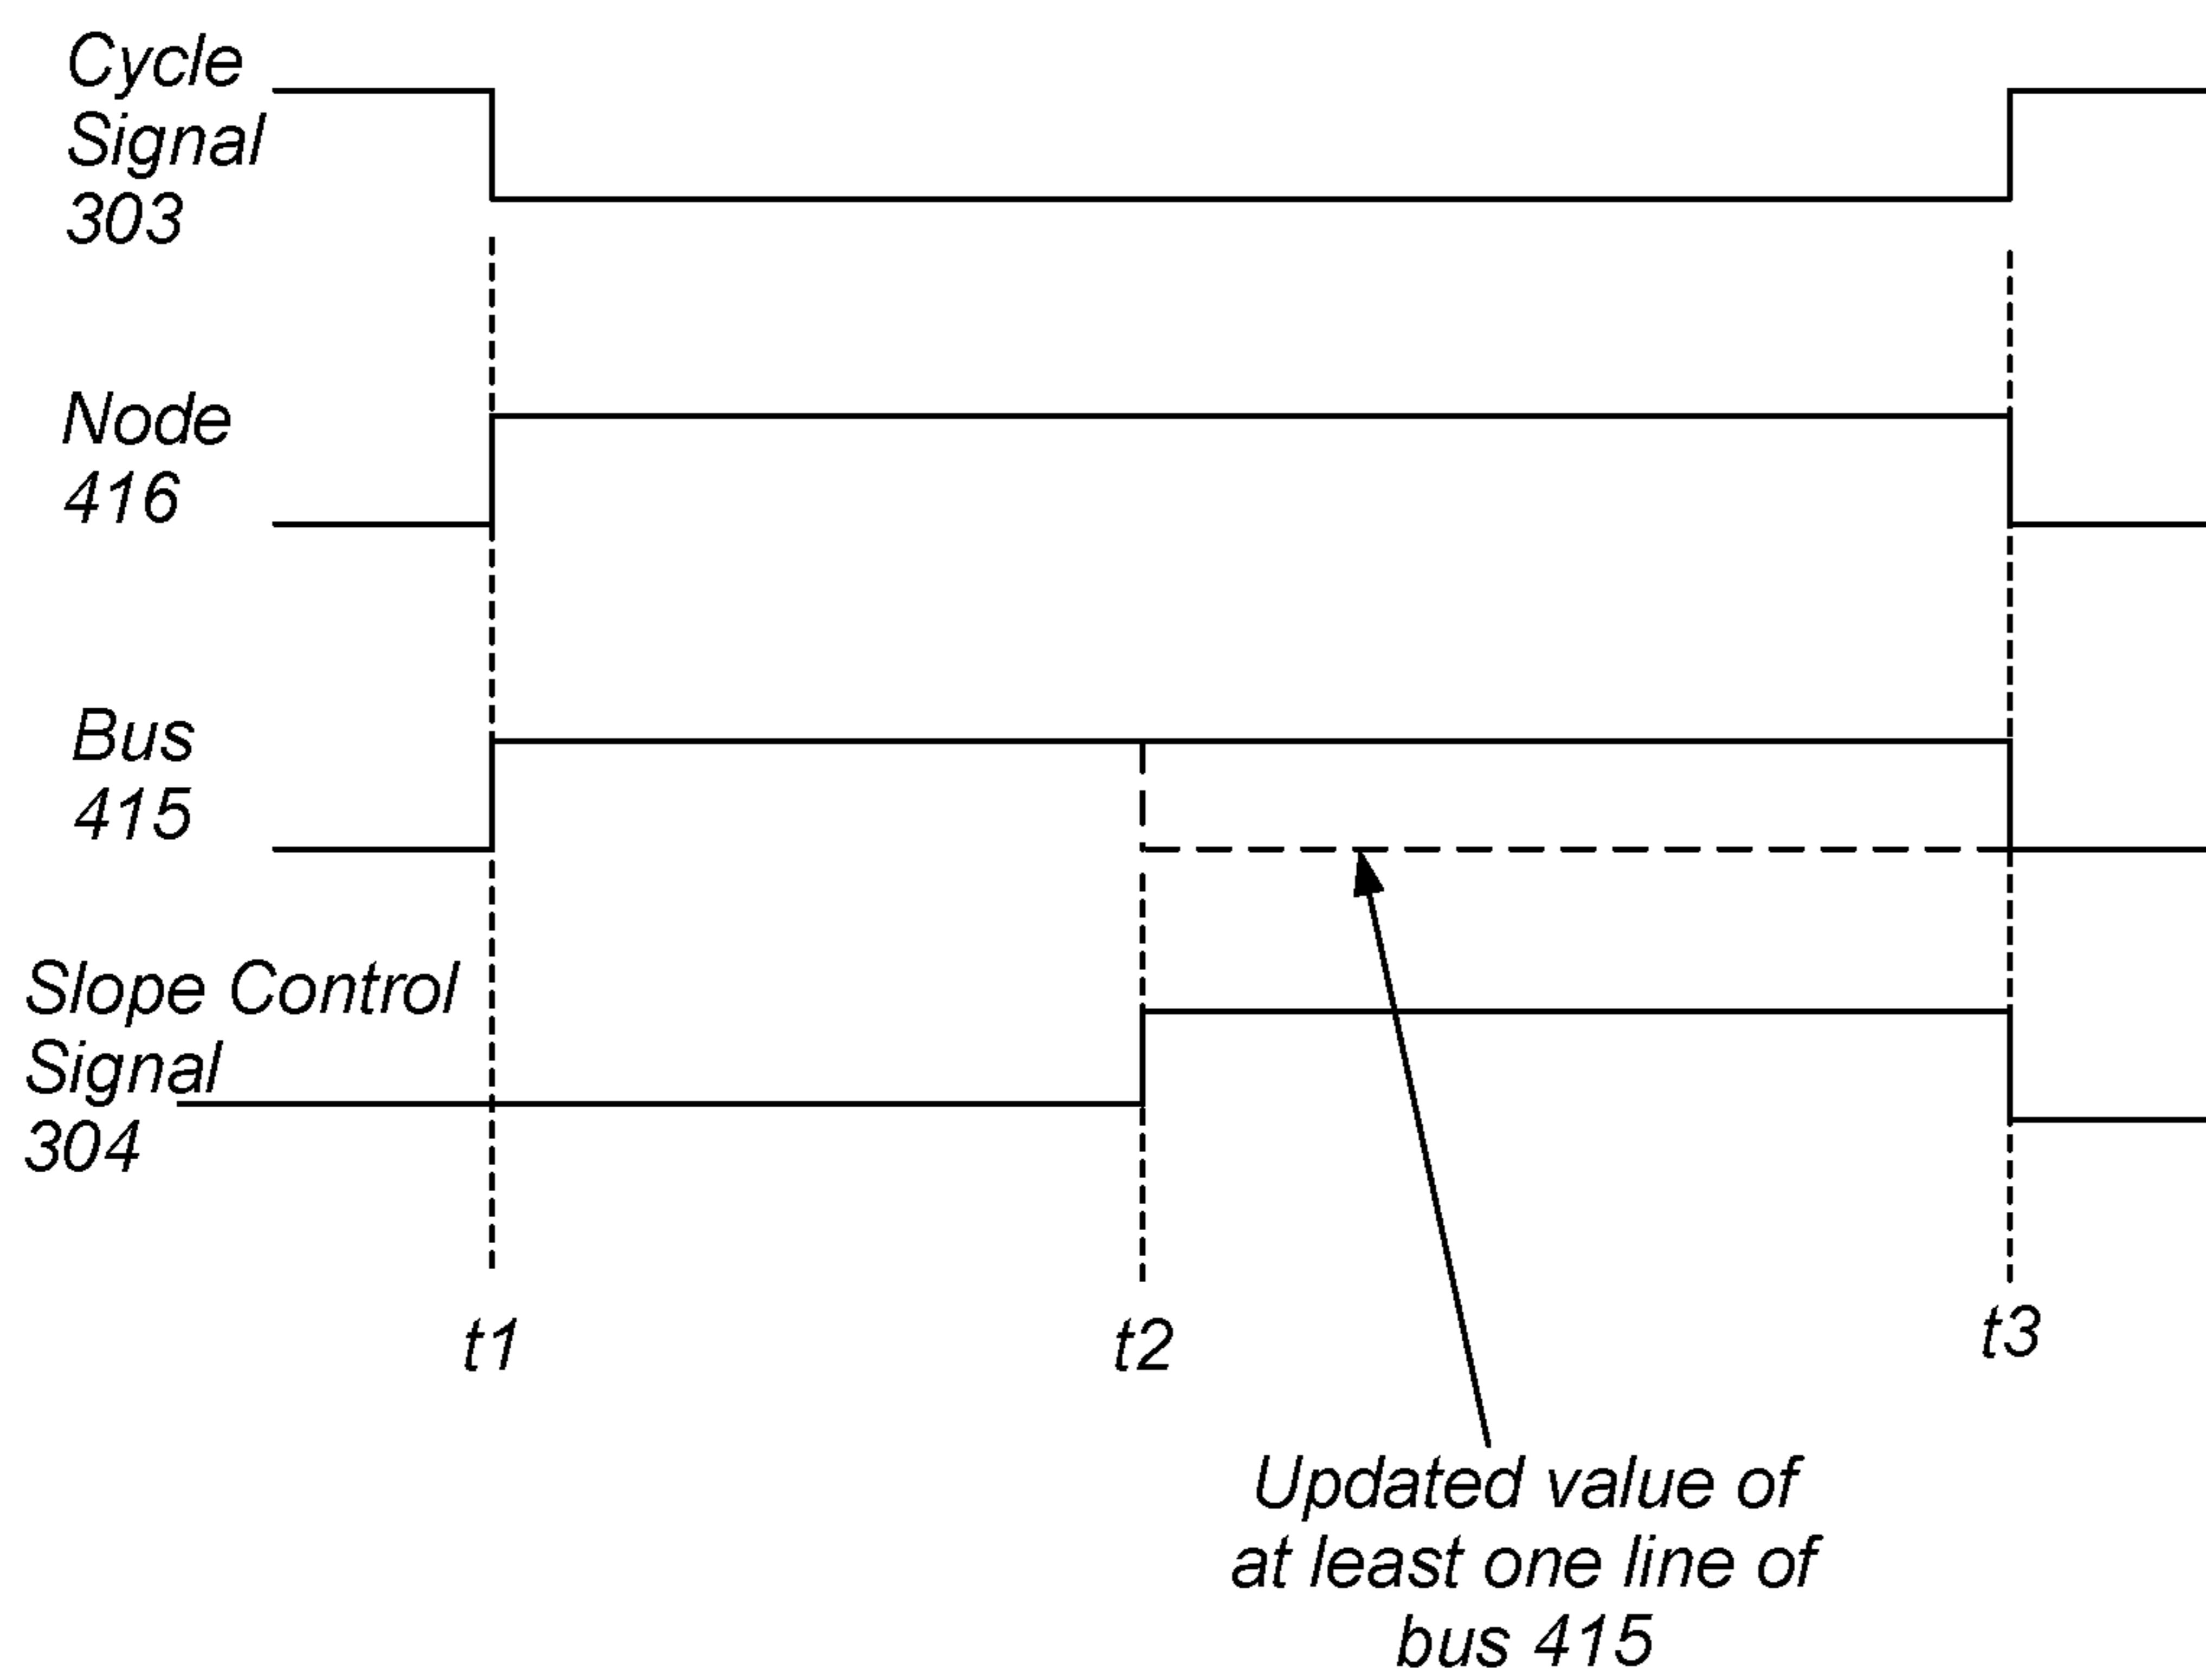 Cycle
Signal
303
Node
416
Bus
415
Slope Control
Signal
304
t1
t2
t3
Updated value of
at least one line of
bus 415